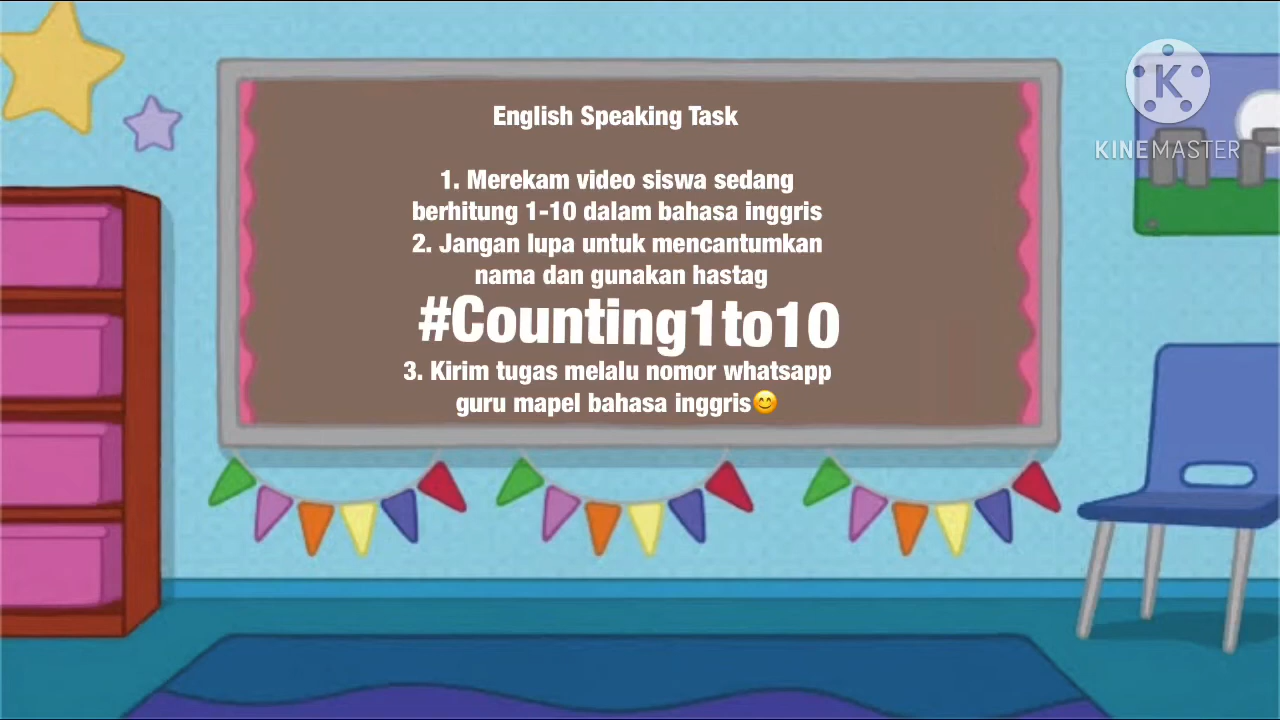 English Speaking Task
1. Merekam video siswa sedang
berhitung 1-10 dalam bahasa inggris
2. Jangan lupa untuk mencantumkan
nama dan gunakan hastag
#Counting1to10
3. Kirim tugas melalu nomor whatsapp
guru mapel bahasa inggris😊
K
KINEMASTER